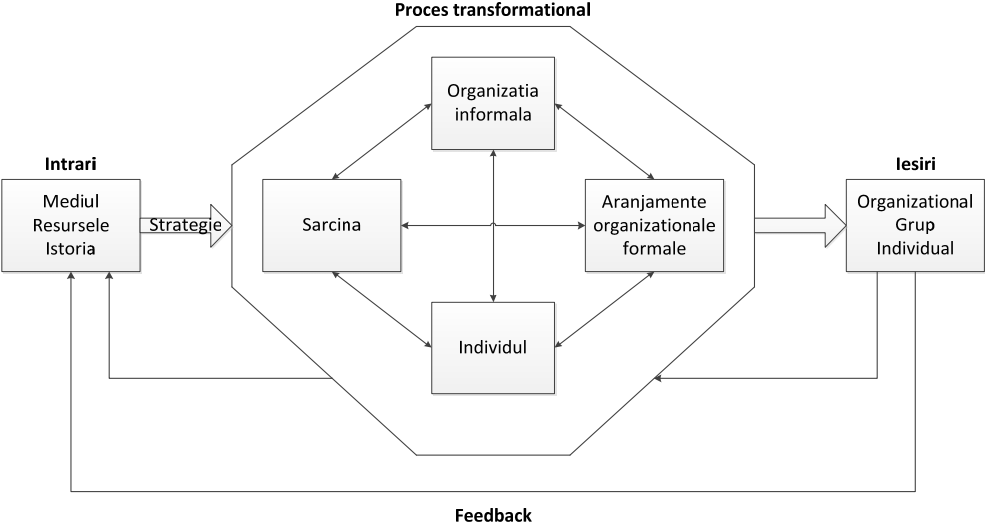 Proces transformational
Organizatia
informala
Intrari
Mediul
Resursele
Istoria
Strategie
Sarcina
Aranjamente
organizationale
formale
Iesiri
Organizational
Grup
Individual
Individul
Feedback